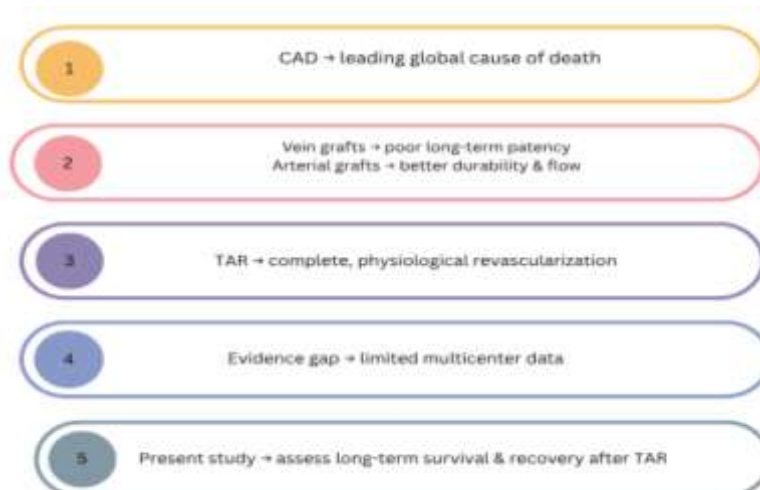 1
CAD → leading global cause of death
2
Vein grafts → poor long-term patency
Arterial grafts → better durability & flow
3
TAR → complete, physiological revascularization
4
Evidence gap → limited multicenter data
5
Present study → assess long-term survival & recovery after TAR